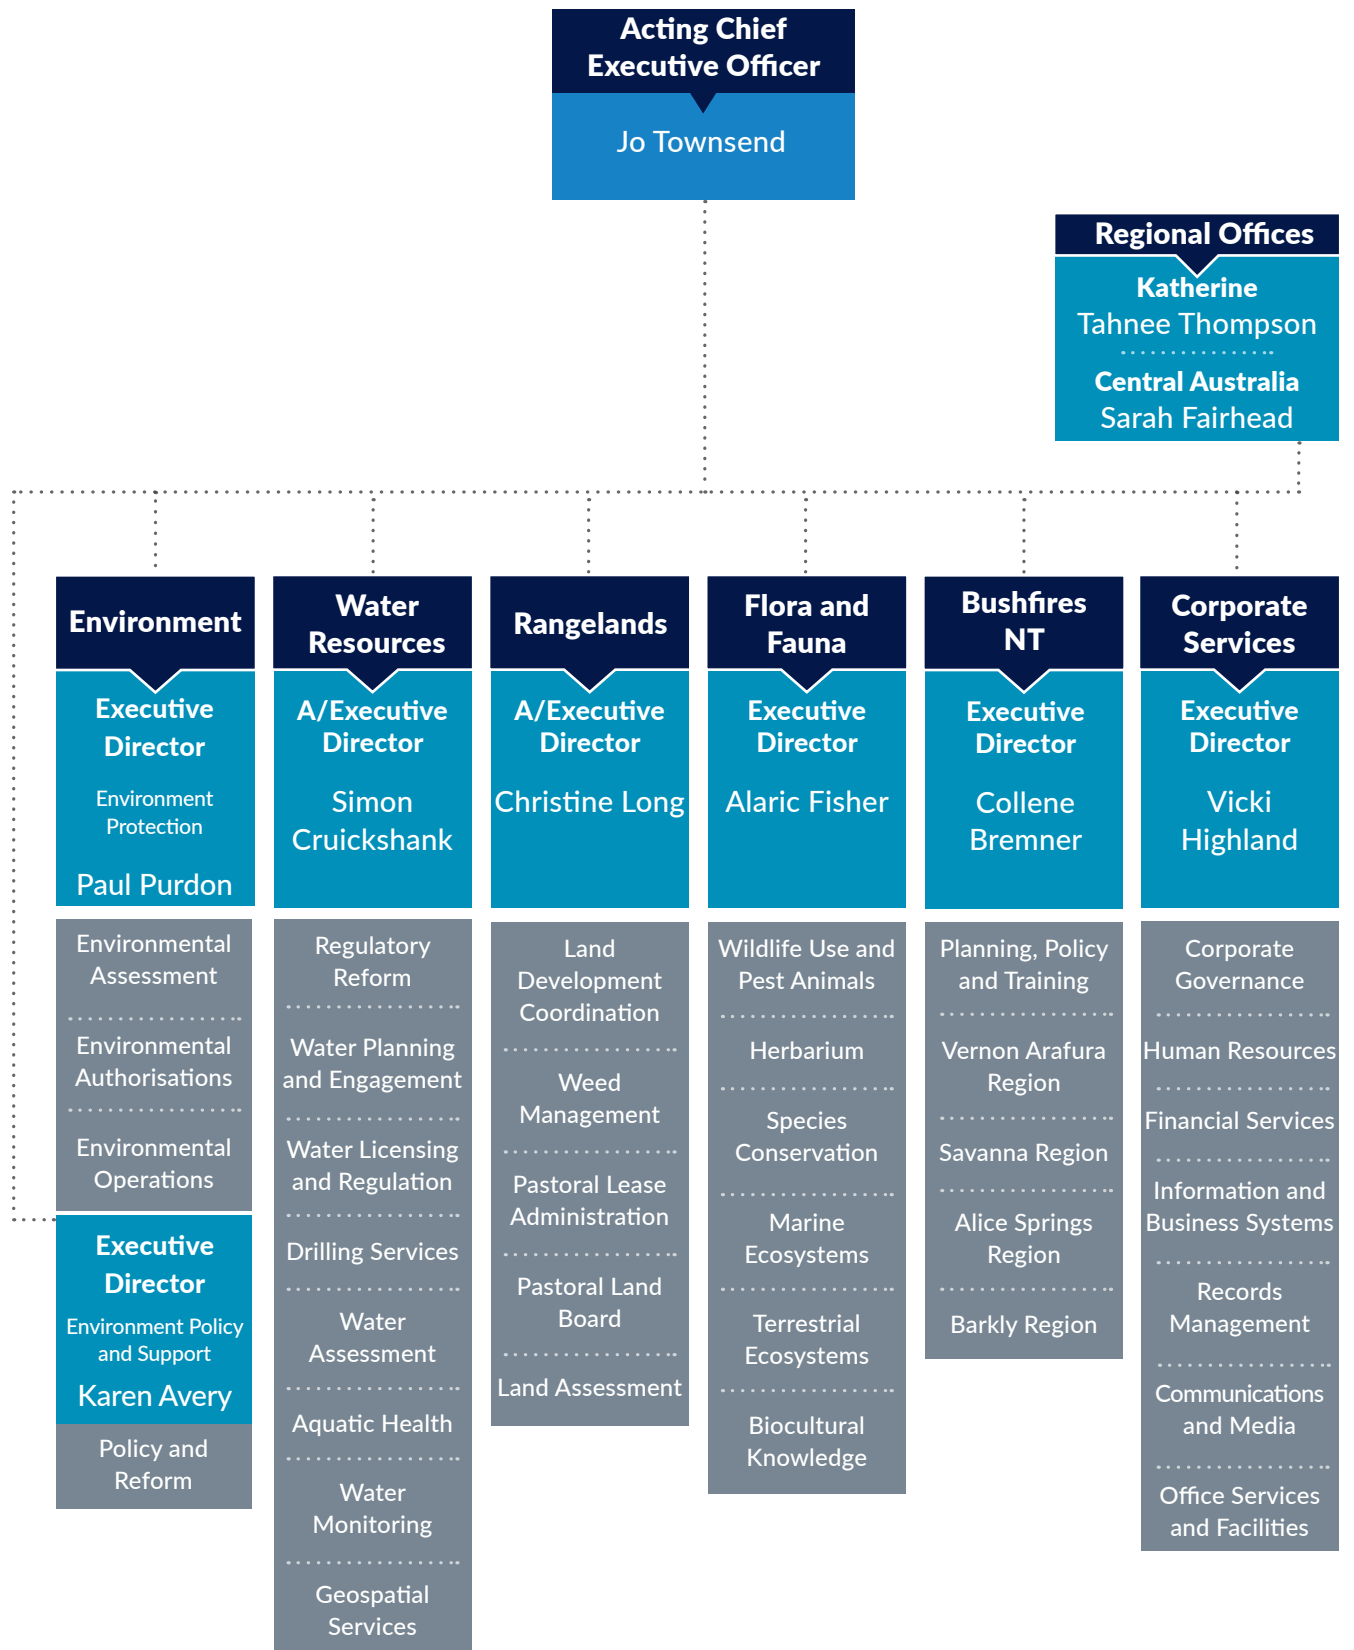 Acting Chief
Executive Officer
Jo Townsend
Regional Offices
Katherine
Tahnee Thompson
Central Australia
Sarah Fairhead
Environment
Executive
Director
Environment
Protection
Paul Purdon
Environmental
Assessment
Environmental
Authorisations
Environmental
Operations
Executive
Director
Environment Policy
and Support
Karen Avery
Policy and
Reform
Water
Resources
A/Executive
Director
Simon
Cruickshank
Regulatory
Reform
Water Planning
and Engagement
Water Licensing
and Regulation
Drilling Services
Water
Assessment
Aquatic Health
Water
Monitoring
Geospatial
Services
Rangelands
A/Executive
Director
Christine Long
Land
Development
Coordination
Weed
Management
Pastoral Lease
Administration
Pastoral Land
Board
Land Assessment
Flora and
Fauna
Executive
Director
Alaric Fisher
Wildlife Use and
Pest Animals
Herbarium
Species
Conservation
Marine
Ecosystems
Terrestrial
Ecosystems
Biocultural
Knowledge
Bushfires
NT
Executive
Director
Collene
Bremner
Planning, Policy
and Training
Vernon Arafura
Region
Savanna Region
Alice Springs
Region
Barkly Region
Corporate
Services
Executive
Director
Vicki
Highland
Corporate
Governance
Human Resources
Financial Services
Information and
Business Systems
Records
Management
Communications
and Media
Office Services
and Facilities